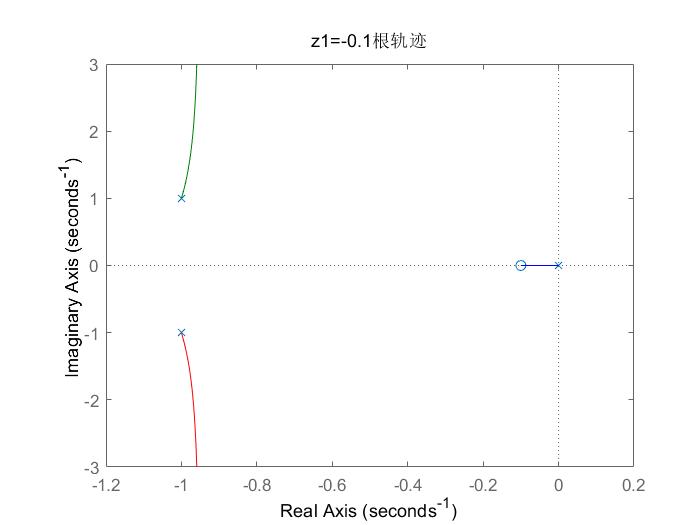 z1=-0.1根轨迹
3
2
1
0
-1
-2
-3
Imaginary Axis (seconds⁻¹)
-1.2 -1 -0.8 -0.6 -0.4 -0.2 0 0.2
Real Axis (seconds⁻¹)